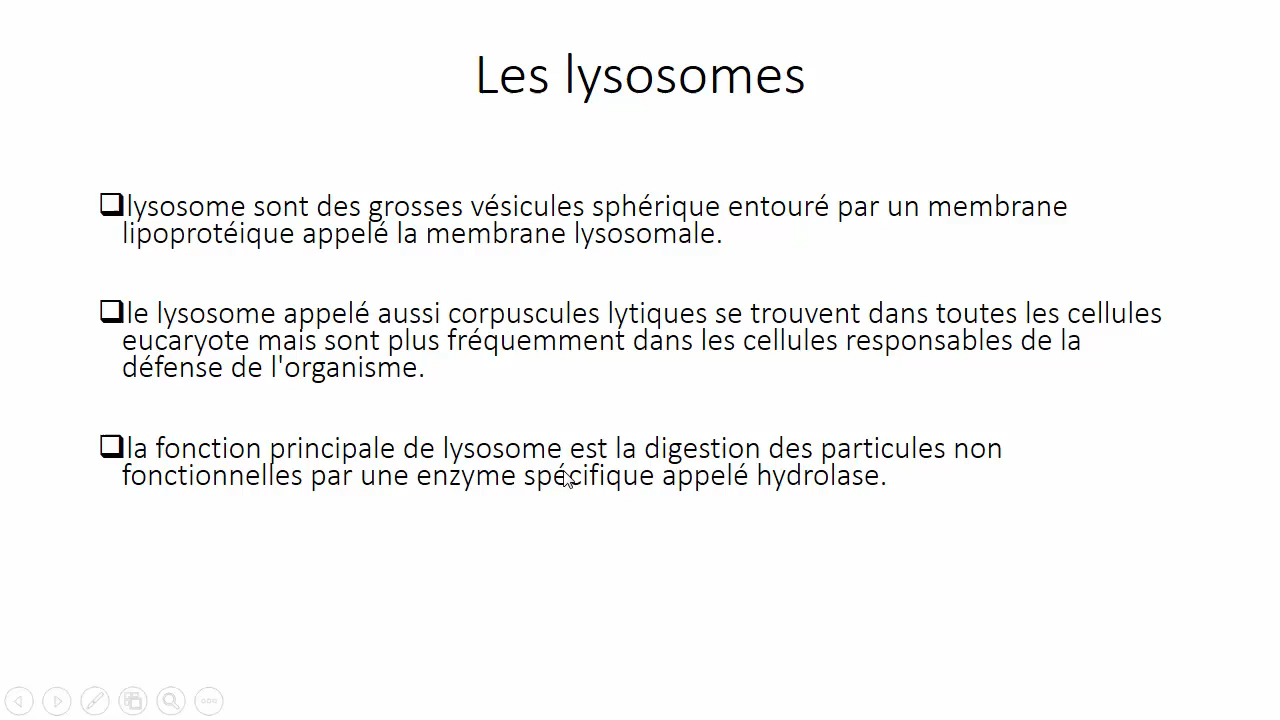 Les lysosomes
lysosome sont des grosses vésicules sphérique entouré par un membrane
lipoprotéique appelé la membrane lysosomale.
le lysosome appelé aussi corpuscules lytiques se trouvent dans toutes les cellules
eucaryote mais sont plus fréquemment dans les cellules responsables de la
défense de l'organisme.
la fonction principale de lysosome est la digestion des particules non
fonctionnelles par une enzyme spécifique appelé hydrolase.